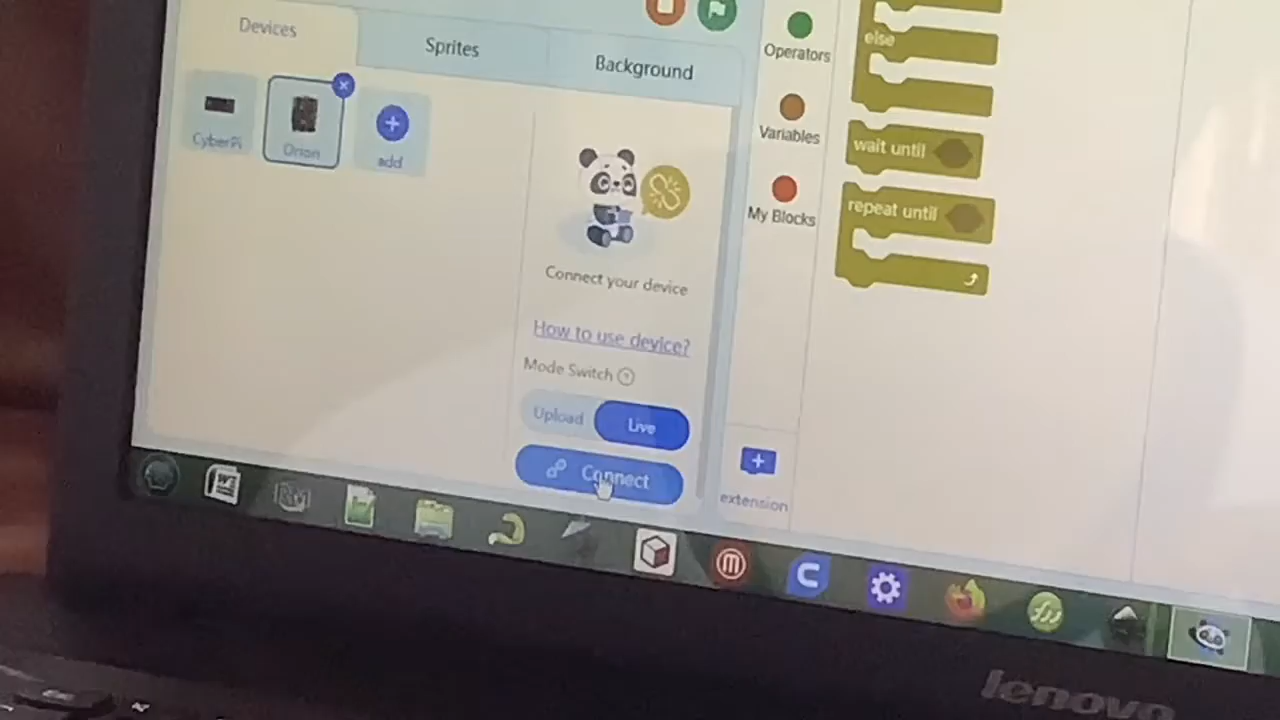 Devices
Sprites
Background
CyberPi
Orion
add
Connect your device
How to use device?
Mode Switch ?
Upload
Live
Connect
Operators
Variables
My Blocks
extension
else
wait until
repeat until
lenovo